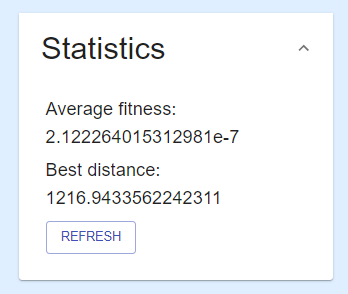 Statistics
Average fitness:
2.122264015312981e-7
Best distance:
1216.9433562242311
REFRESH